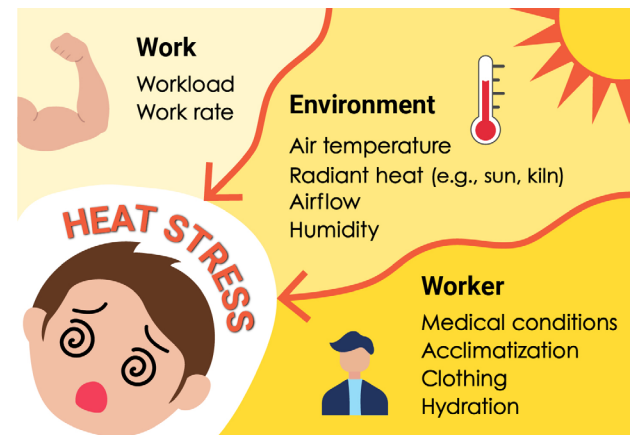 Work
Workload
Work rate
Environment
Air temperature
Radiant heat (e.g., sun, kiln)
Airflow
Humidity
HEAT STRESS
Worker
Medical conditions
Acclimatization
Clothing
Hydration